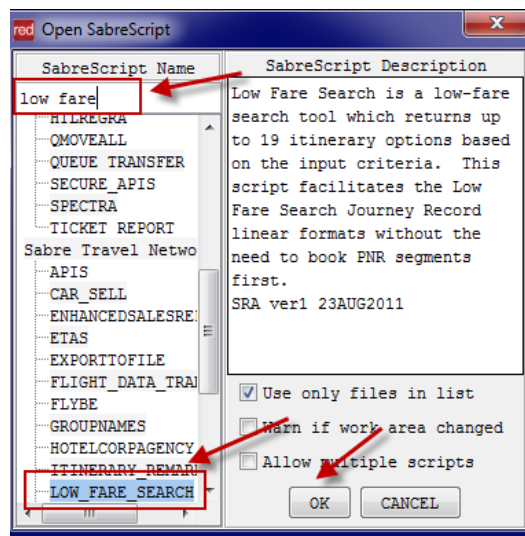 red Open SabreScript
x
SabreScript Name
low fare
HILREGRA
QMOVEALL
QUEUE TRANSFER
SECURE_APIS
SPECTRA
TICKET REPORT
Sabre Travel Netwo
APIS
CAR_SELL
ENHANCEDSALESRE
ETAS
EXPORTTOFILE
FLIGHT_DATA_TRA
FLYBE
GROUPNAMES
HOTELCORPAGENCY
ITINERARY_REMAR
LOW_FARE_SEARCH
SabreScript Description
Low Fare Search is a low-fare
search tool which returns up
to 19 itinerary options based
on the input criteria. This
script facilitates the Low
Fare Search Journey Record
linear formats without the
need to book PNR segments
first.
SRA ver1 23AUG2011
Use only files in list
Warn if work area changed
Allow multiple scripts
OK
CANCEL